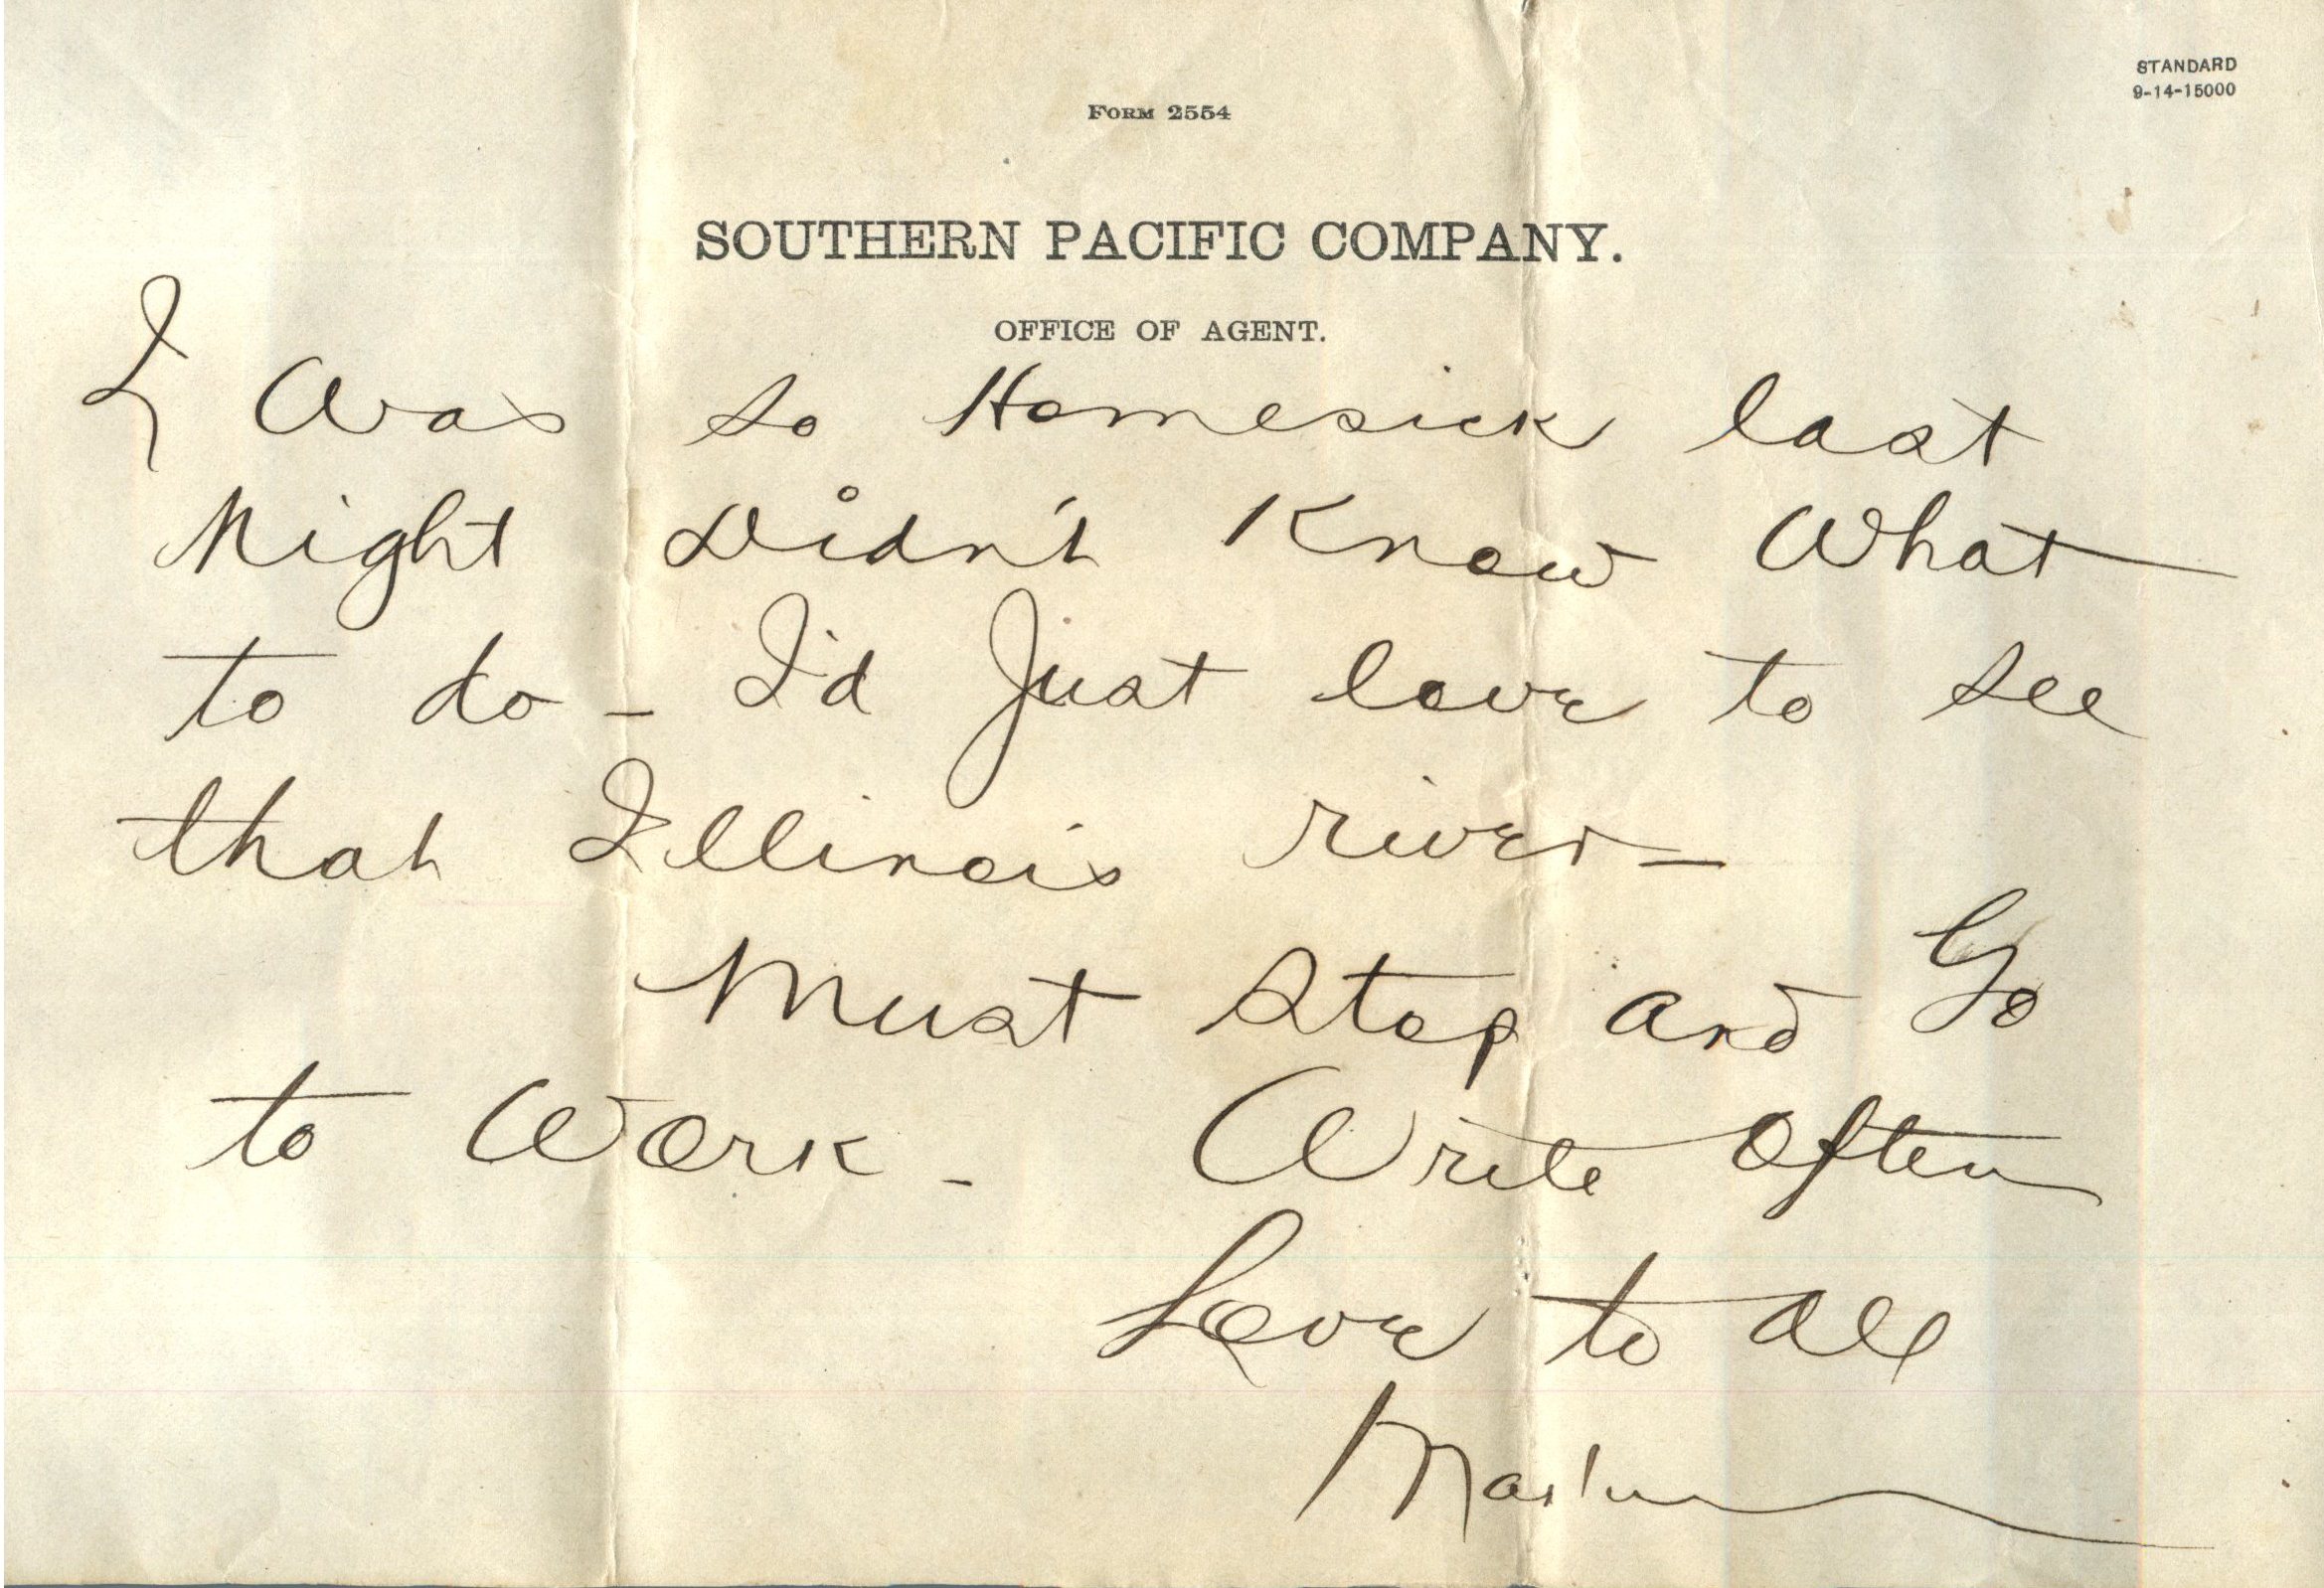 STANDARD
9-14-15000
FORM 2554
SOUTHERN PACIFIC COMPANY.
OFFICE OF AGENT.
I Was so Homesick last
Night Didn't Know What
to do – I'd Just love to see
that Illinois river –
Must Stop and Go
to Work – Write Often
Love to All